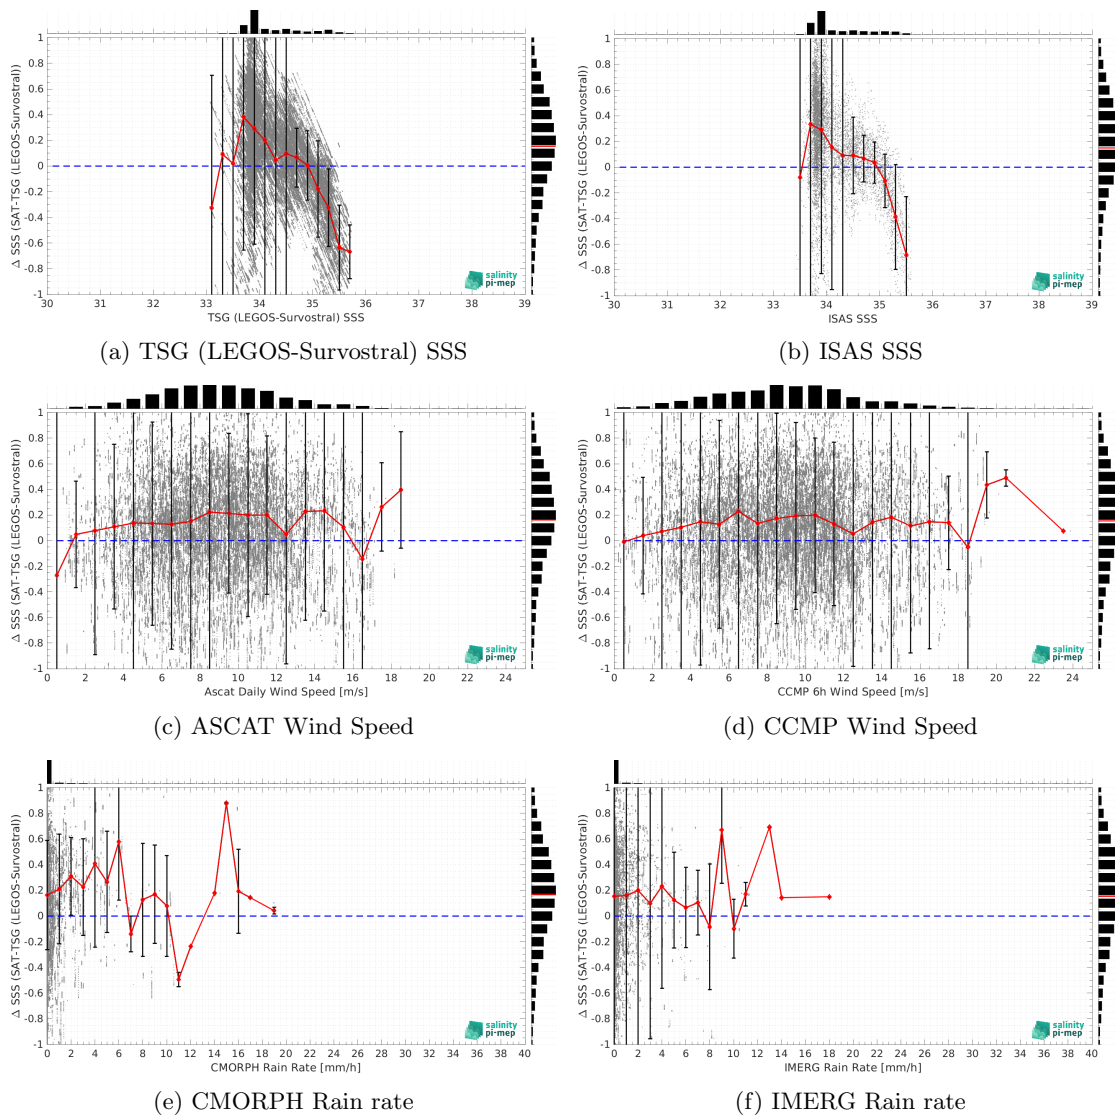 1
0.8
0.6
0.4
0.2
0
-0.2
-0.4
-0.6
-0.8
-1
Δ SSS (SAT-TSG (LEGOS-Survostral))
salinity
pi-mep
30 31 32 33 34 35 36 37 38 39
TSG (LEGOS-Survostral) SSS
1
0.8
0.6
0.4
0.2
0
-0.2
-0.4
-0.6
-0.8
-1
Δ SSS (SAT-TSG (LEGOS-Survostral))
salinity
pi-mep
30 31 32 33 34 35 36 37 38 39
ISAS SSS
(a) TSG (LEGOS-Survostral) SSS
(b) ISAS SSS
1
0.8
0.6
0.4
0.2
0
-0.2
-0.4
-0.6
-0.8
-1
Δ SSS (SAT-TSG (LEGOS-Survostral))
salinity
pi-mep
0 2 4 6 8 10 12 14 16 18 20 22 24
Ascat Daily Wind Speed [m/s]
1
0.8
0.6
0.4
0.2
0
-0.2
-0.4
-0.6
-0.8
-1
Δ SSS (SAT-TSG (LEGOS-Survostral))
salinity
pi-mep
0 2 4 6 8 10 12 14 16 18 20 22 24
CCMP 6h Wind Speed [m/s]
(c) ASCAT Wind Speed
(d) CCMP Wind Speed
1
0.8
0.6
0.4
0.2
0
-0.2
-0.4
-0.6
-0.8
-1
Δ SSS (SAT-TSG (LEGOS-Survostral))
salinity
pi-mep
0 2 4 6 8 10 12 14 16 18 20 22 24 26 28 30 32 34 36 38 40
CMORPH Rain Rate [mm/h]
1
0.8
0.6
0.4
0.2
0
-0.2
-0.4
-0.6
-0.8
-1
Δ SSS (SAT-TSG (LEGOS-Survostral))
salinity
pi-mep
0 2 4 6 8 10 12 14 16 18 20 22 24 26 28 30 32 34 36 38 40
IMERG Rain Rate [mm/h]
(e) CMORPH Rain rate
(f) IMERG Rain rate